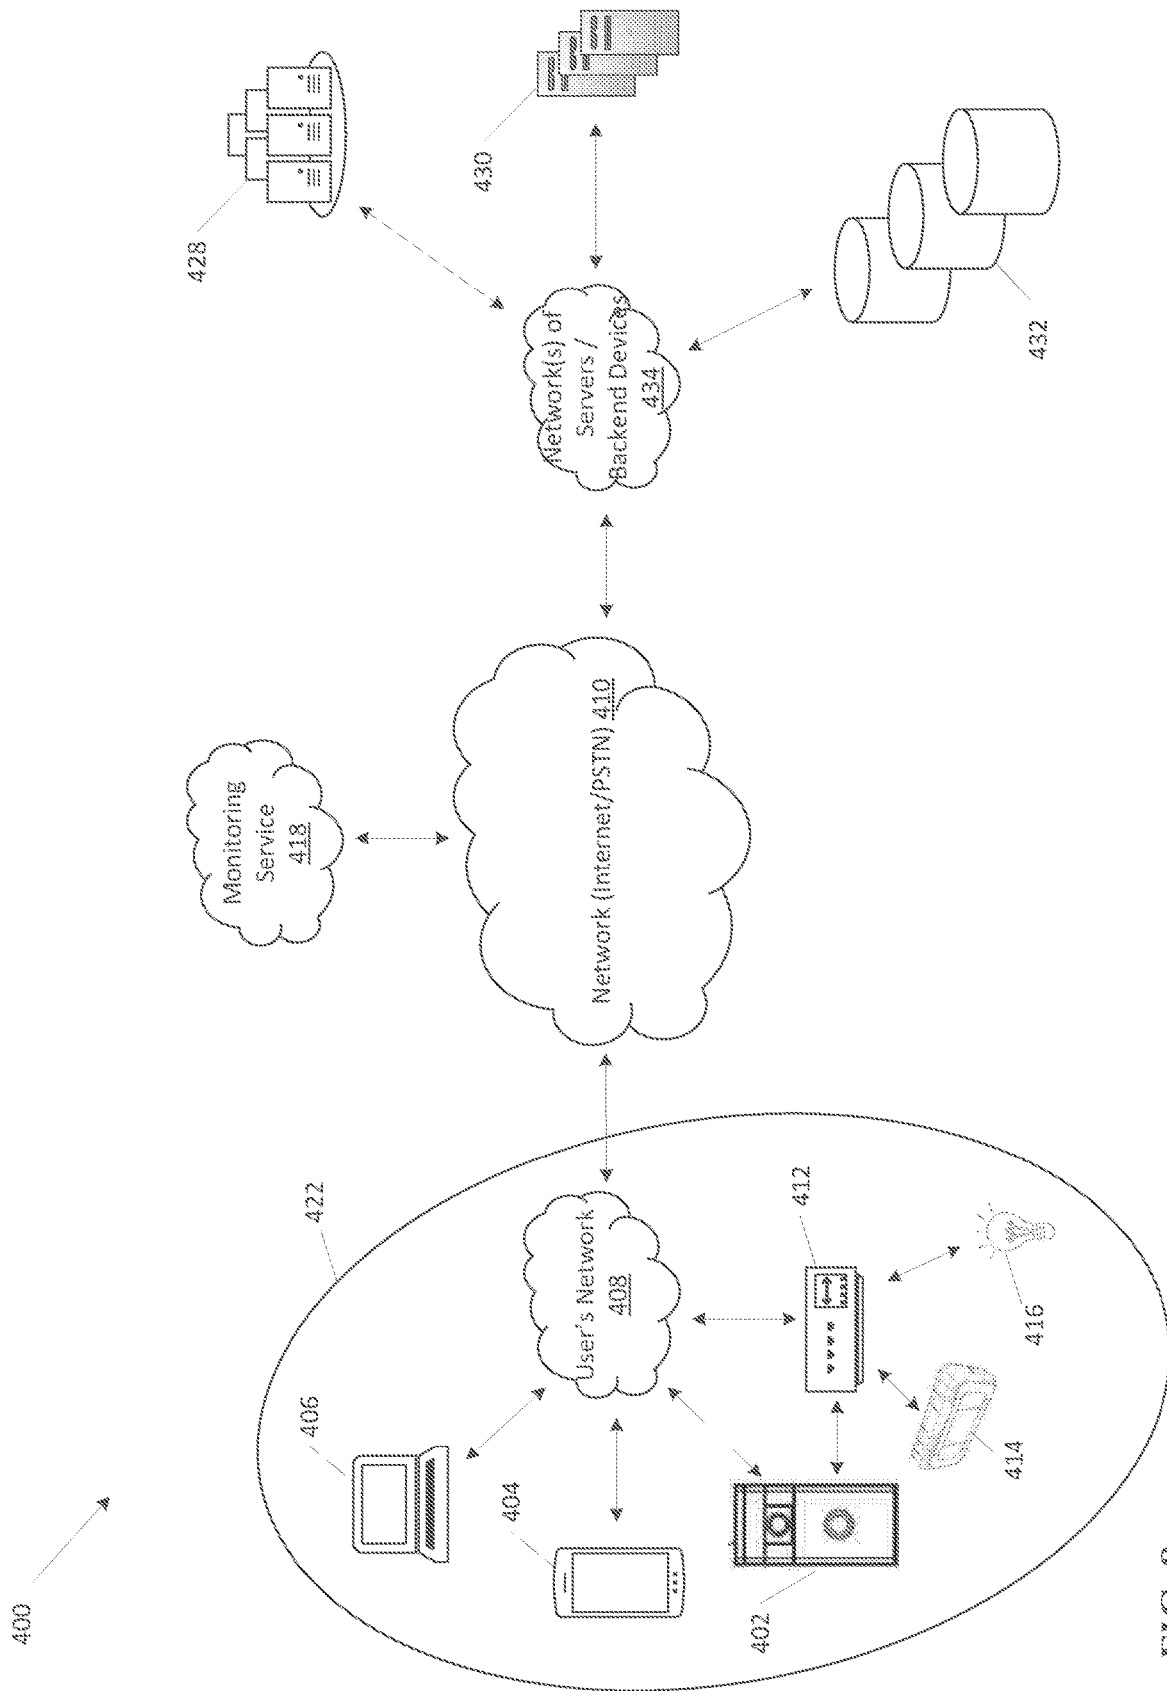 400
428
Monitoring
Service
418
406
422
430
404
User's Network
408
Network (Internet/PSTN) 410
Network(s) of
Servers /
Backend Devices
434
402
412
414
416
432
FIG.